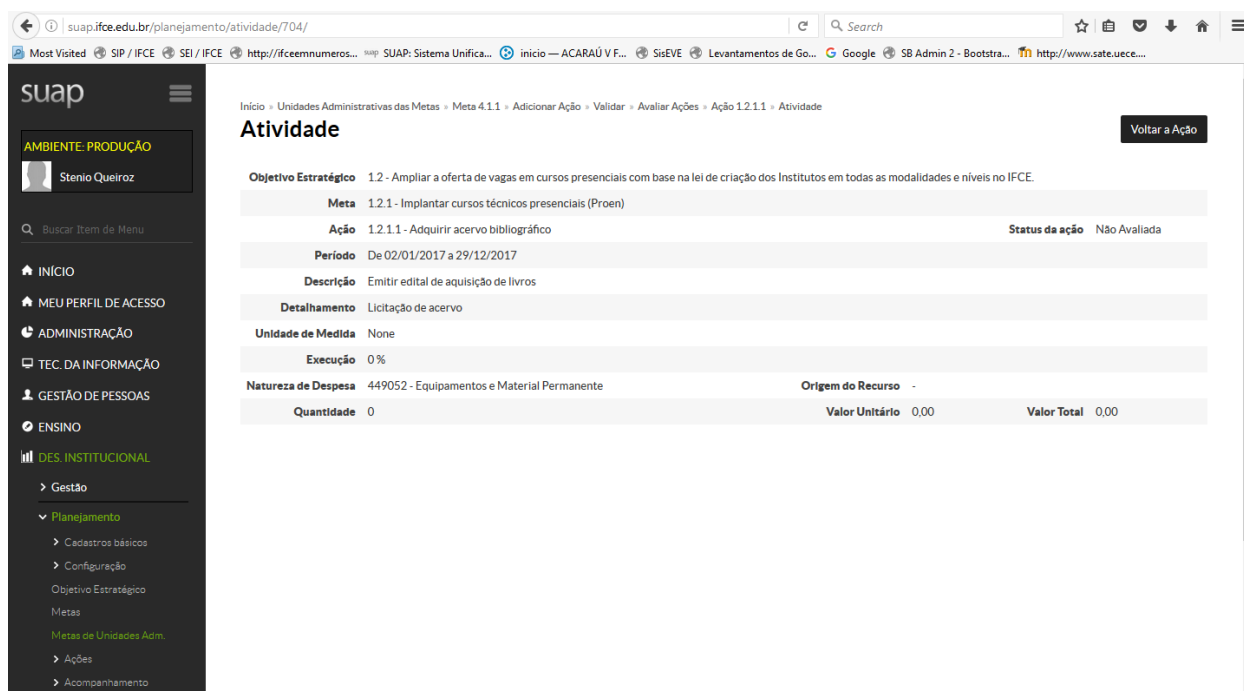 suap.ifce.edu.br/planejamento/atividade/704/
Search
Most Visited SIP / IFCE SEI / IFCE http://ifceemnumeros... SUAP: Sistema Unifica... inicio — ACARAÚ V F... SisEVE Levantamentos de Go... Google SB Admin 2 - Bootstra... http://www.sate.uece....
suap
AMBIENTE: PRODUÇÃO
Stenio Queiroz
Buscar Item de Menu
INÍCIO
MEU PERFIL DE ACESSO
ADMINISTRAÇÃO
TEC. DA INFORMAÇÃO
GESTÃO DE PESSOAS
ENSINO
DES. INSTITUCIONAL
Gestão
Planejamento
Cadastros básicos
Configuração
Objetivo Estratégico
Metas
Metas de Unidades Adm.
Ações
Acompanhamento
Início » Unidades Administrativas das Metas » Meta 4.1.1 » Adicionar Ação » Validar » Avaliar Ações » Ação 1.2.1.1 » Atividade
Atividade
Voltar a Ação
Objetivo Estratégico 1.2 - Ampliar a oferta de vagas em cursos presenciais com base na lei de criação dos Institutos em todas as modalidades e níveis no IFCE.
Meta 1.2.1 - Implantar cursos técnicos presenciais (Proen)
Ação 1.2.1.1 - Adquirir acervo bibliográfico Status da ação Não Avaliada
Período De 02/01/2017 a 29/12/2017
Descrição Emitir edital de aquisição de livros
Detalhamento Licitação de acervo
Unidade de Medida None
Execução 0 %
Natureza de Despesa 449052 - Equipamentos e Material Permanente Origem do Recurso -
Quantidade 0 Valor Unitário 0,00 Valor Total 0,00